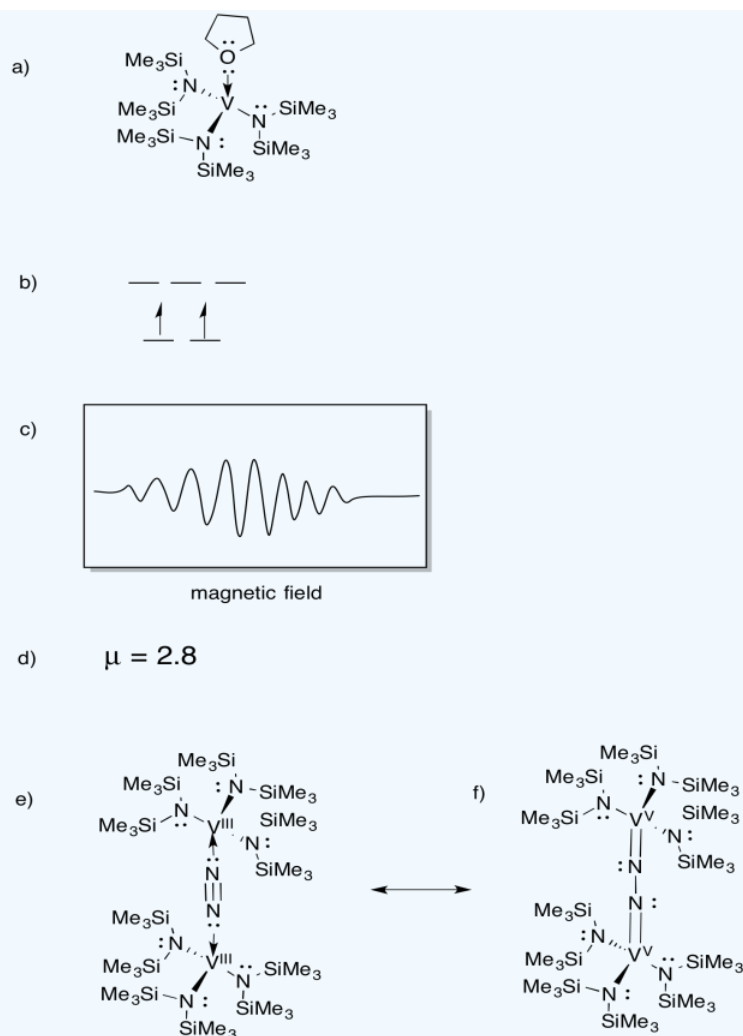 a)
O
Me₃Si
N
Me₃Si
V
SiMe₃
N
Me₃Si
N
SiMe₃
SiMe₃
b)
c)
magnetic field
d) μ = 2.8
e)
Me₃Si
Me₃Si
N
SiMe₃
N
SiMe₃
Me₃Si
Vᴵᴵᴵ
N
SiMe₃
N
N
Me₃Si
N
Vᴵᴵᴵ
SiMe₃
Me₃Si
N
Me₃Si
N
SiMe₃
SiMe₃
f)
Me₃Si
Me₃Si
N
SiMe₃
N
SiMe₃
Me₃Si
Vⱽ
N
SiMe₃
N
N
Me₃Si
N
Vⱽ
SiMe₃
Me₃Si
N
Me₃Si
N
SiMe₃
SiMe₃